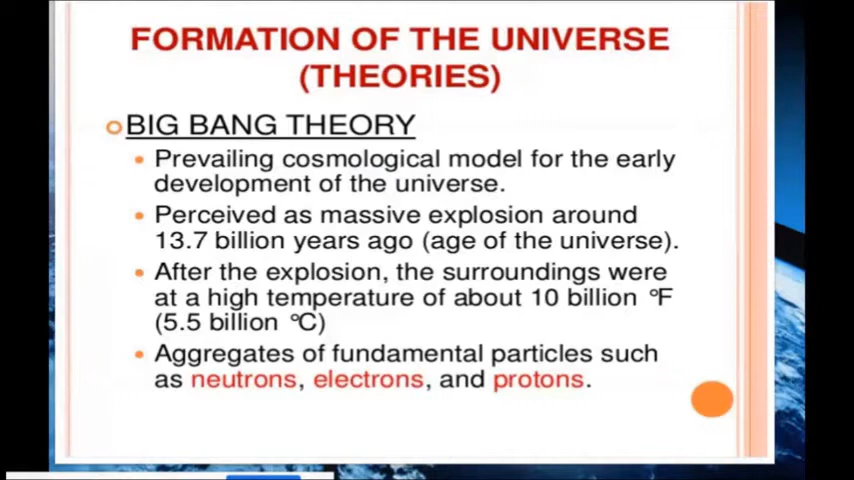 FORMATION OF THE UNIVERSE
(THEORIES)
BIG BANG THEORY
Prevailing cosmological model for the early
development of the universe.
Perceived as massive explosion around
13.7 billion years ago (age of the universe).
After the explosion, the surroundings were
at a high temperature of about 10 billion °F
(5.5 billion °C)
Aggregates of fundamental particles such
as neutrons, electrons, and protons.